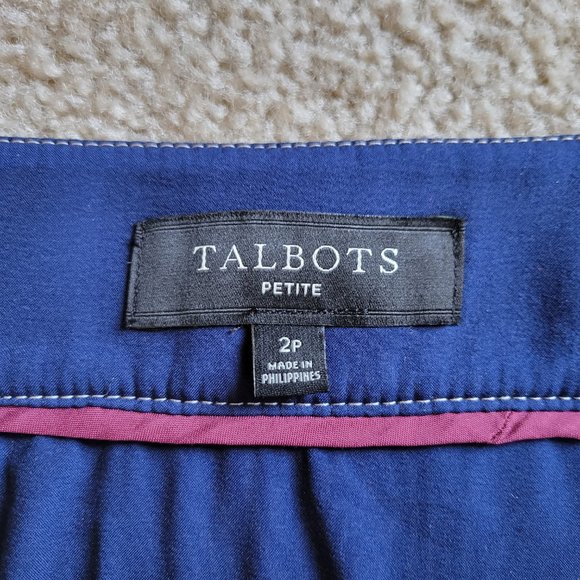 TALBOTS
PETITE
2P
MADE IN
PHILIPPINES